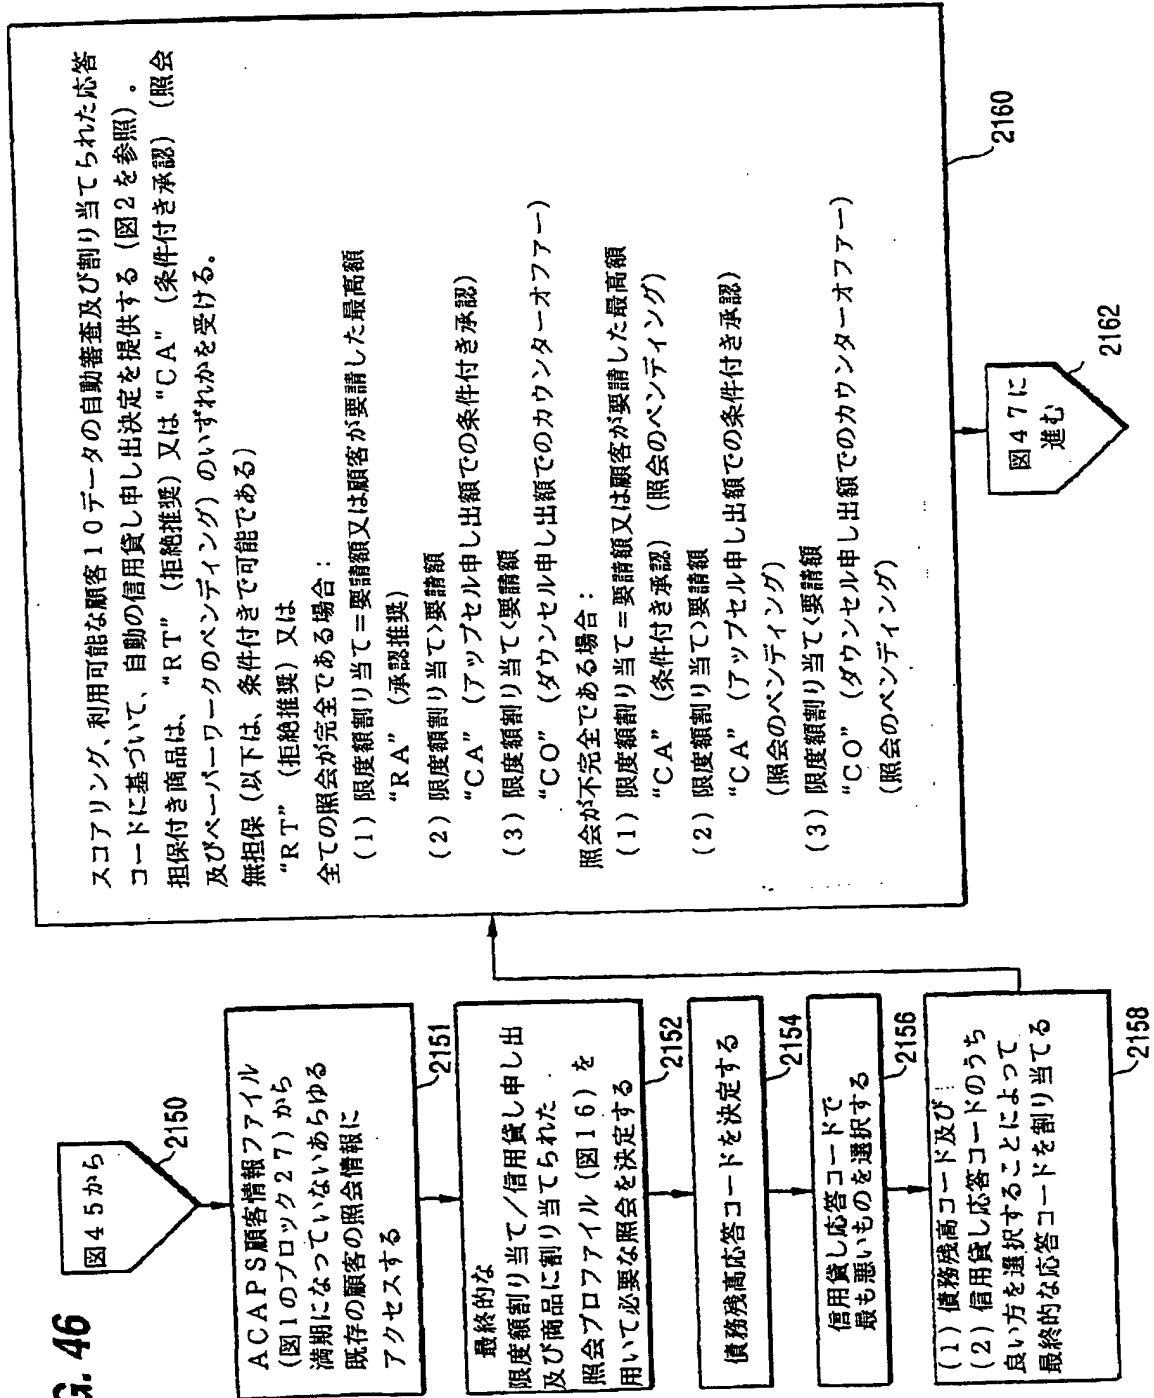 G. 46
図45から
2150
ACAPS顧客情報ファイル
(図1のブロック27)から
満期になっていないあらゆる
既存の顧客の照会情報に
アクセスする
2151
最終的な
限度額割り当て/信用貸し申し出
及び商品に割り当てられた
照会プロファイル(図16)を
用いて必要な照会を決定する
2152
債務残高応答コードを決定する
2154
信用貸し応答コードで
最も悪いものを選択する
2156
(1)債務残高コード及び
(2)信用貸し応答コードのうち
良い方を選択することによって
最終的な応答コードを割り当てる
2158
スコアリング、利用可能な顧客10データの自動審査及び割り当てられた応答
コードに基づいて、自動の信用貸し申し出決定を提供する(図2を参照)。
担保付き商品は、“RT”(拒絶推奨)又は“CA”(条件付き承認)(照会
及びペーパーワークのペンディング)のいずれかを受ける。
無担保(以下は、条件付きで可能である)
“RT”(拒絶推奨)又は
全ての照会が完全である場合:
(1)限度額割り当て=要請額又は顧客が要請した最高額
“RA”(承認推奨)
(2)限度額割り当て>要請額
“CA”(アップセル申し出額での条件付き承認)
(3)限度額割り当て<要請額
“CO”(ダウンセル申し出額でのカウンターオファー)
照会が不完全である場合:
(1)限度額割り当て=要請額又は顧客が要請した最高額
“CA”(条件付き承認)(照会のペンディング)
(2)限度額割り当て>要請額
“CA”(アップセル申し出額での条件付き承認)
(照会のペンディング)
(3)限度額割り当て<要請額
“CO”(ダウンセル申し出額でのカウンターオファー)
(照会のペンディング)
2160
図47に
進む
2162